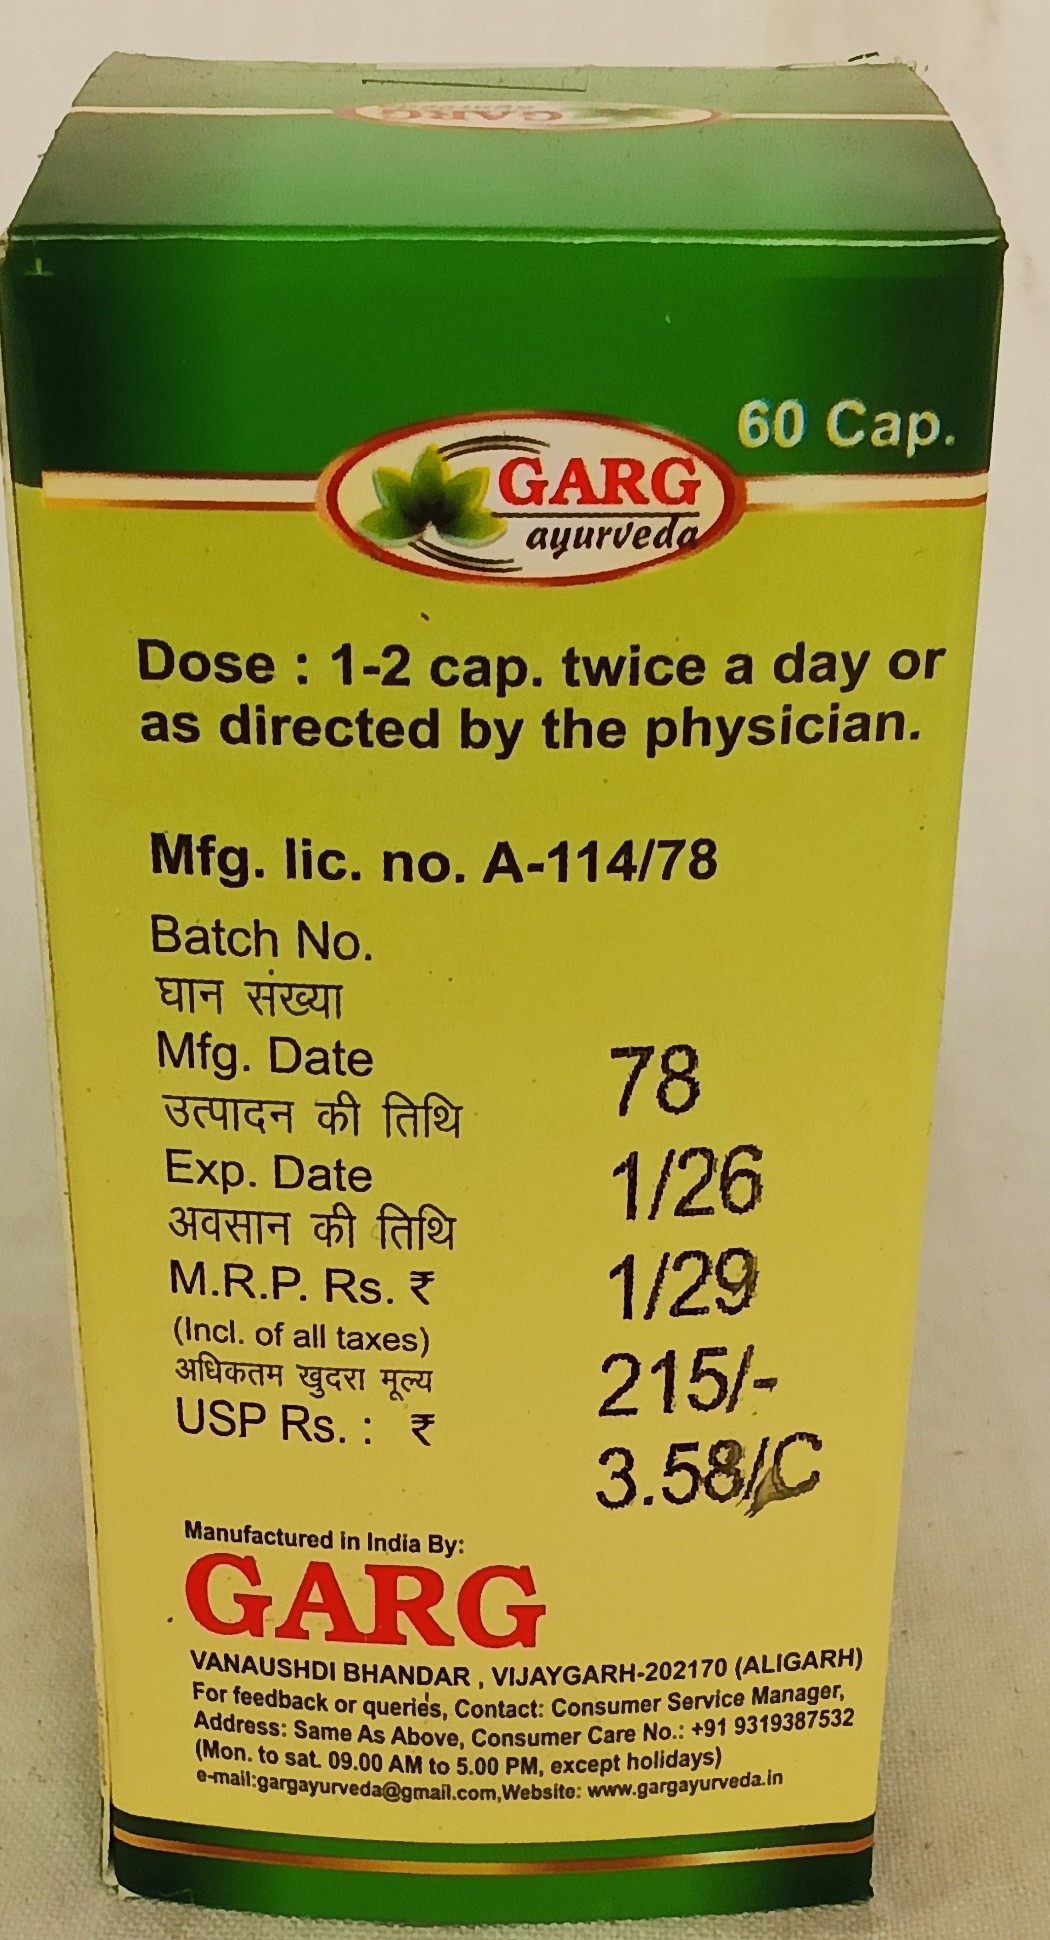 GARG
60 Cap.
GARG
ayurveda
Dose : 1-2 cap. twice a day or
as directed by the physician.
Mfg. lic. no. A-114/78
Batch No.
घान संख्या
Mfg. Date 78
उत्पादन की तिथि
Exp. Date 1/26
अवसान की तिथि
M.R.P. Rs. ₹ 1/29
(Incl. of all taxes)
अधिकतम खुदरा मूल्य 215/-
USP Rs. : ₹
3.58/C
Manufactured in India By:
GARG
VANAUSHDI BHANDAR , VIJAYGARH-202170 (ALIGARH)
For feedback or queries, Contact: Consumer Service Manager,
Address: Same As Above, Consumer Care No.: +91 9319387532
(Mon. to sat. 09.00 AM to 5.00 PM, except holidays)
e-mail:gargayurveda@gmail.com,Website: www.gargayurveda.in